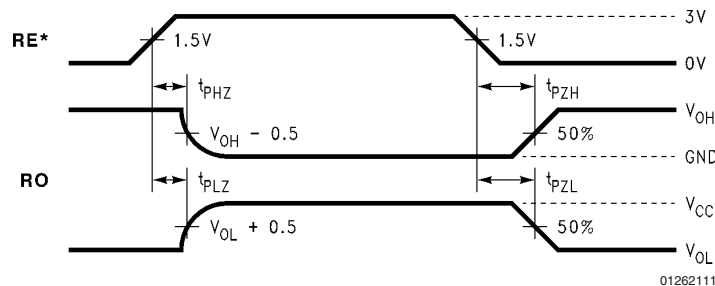 3V
RE* 1.5V 1.5V
0V
tPHZ tPZH
VOH
VOH – 0.5 50%
GND
RO
tPLZ tPZL
VCC
VOL + 0.5 50%
VOL
01262111